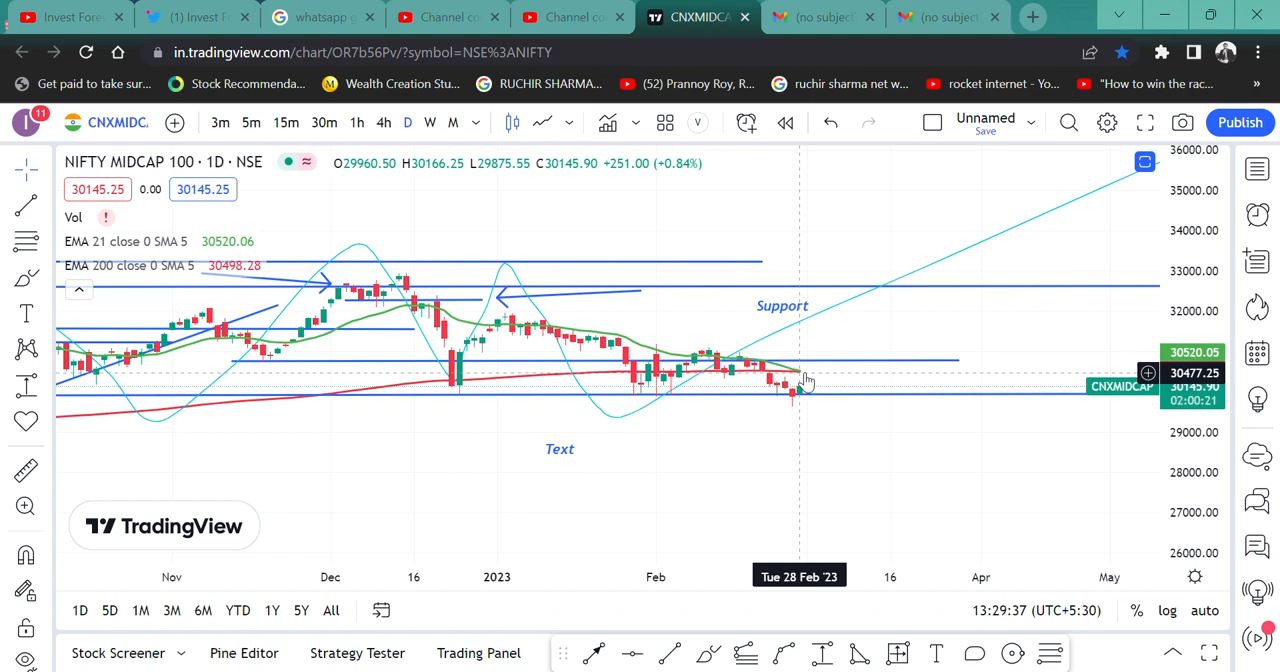 Invest Fore
(1) Invest F
whatsapp g
Channel co
Channel co
CNXMIDCA
(no subject
(no subject
in.tradingview.com/chart/OR7b56Pv/?symbol=NSE%3ANIFTY
Get paid to take sur...
Stock Recommenda...
Wealth Creation Stu...
RUCHIR SHARMA...
(52) Prannoy Roy, R...
ruchir sharma net w...
rocket internet - Yo...
"How to win the rac...
»
I
11
CNXMIDC.
3m
5m
15m
30m
1h
4h
D
W
M
V
Unnamed
Save
Publish
NIFTY MIDCAP 100 · 1D · NSE
O29960.50 H30166.25 L29875.55 C30145.90 +251.00 (+0.84%)
30145.25
0.00
30145.25
Vol
!
EMA 21 close 0 SMA 5 30520.06
EMA 200 close 0 SMA 5 30498.28
Support
Text
TradingView
36000.00
35000.00
34000.00
33000.00
32000.00
30520.05
30477.25
CNXMIDCAP
30145.90
02:00:21
29000.00
28000.00
27000.00
26000.00
Nov
Dec
16
2023
Feb
Tue 28 Feb '23
16
Apr
May
1D
5D
1M
3M
6M
YTD
1Y
5Y
All
13:29:37 (UTC+5:30)
%
log
auto
Stock Screener
Pine Editor
Strategy Tester
Trading Panel